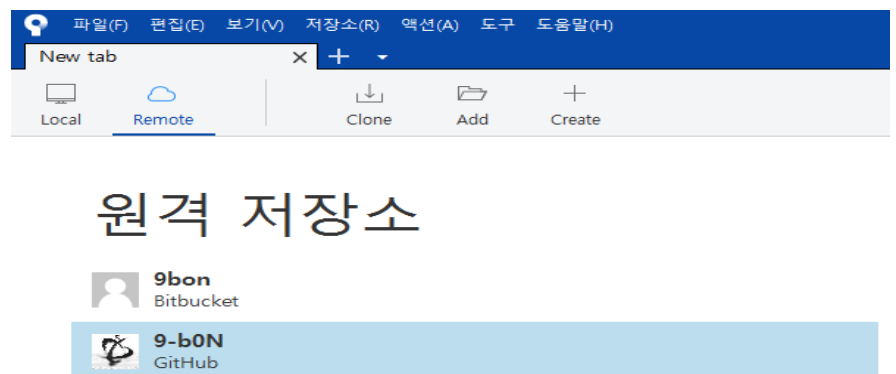 파일(F) 편집(E) 보기(V) 저장소(R) 액션(A) 도구 도움말(H)
New tab
Local Remote Clone Add Create
원격 저장소
9bon
Bitbucket
9-b0N
GitHub